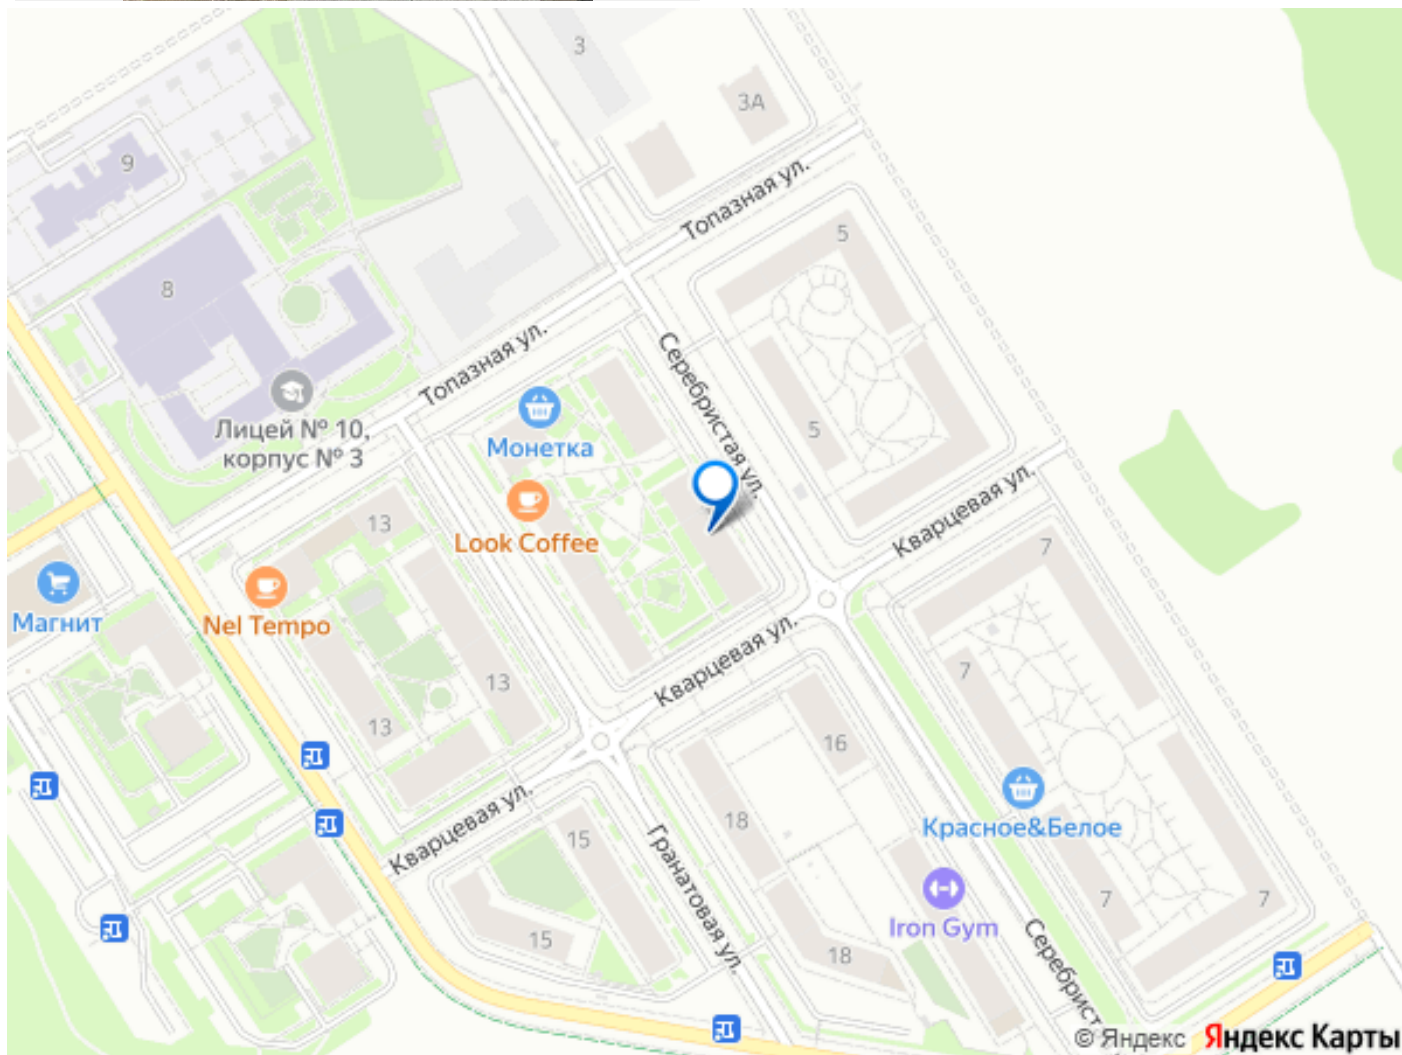 3
3А
9
Топазная ул.
5
8
Топазная ул.
Серебристая ул.
Лицей № 10,
корпус № 3
Монетка
5
Look Coffee
13
Кварцевая ул.
7
Магнит
Nel Tempo
Кварцевая ул.
7
13
13
16
18
Красное&Белое
Кварцевая ул.
15
Гранатовая ул.
7
7
Iron Gym
15
18
Серебрист
© Яндекс Яндекс Карты